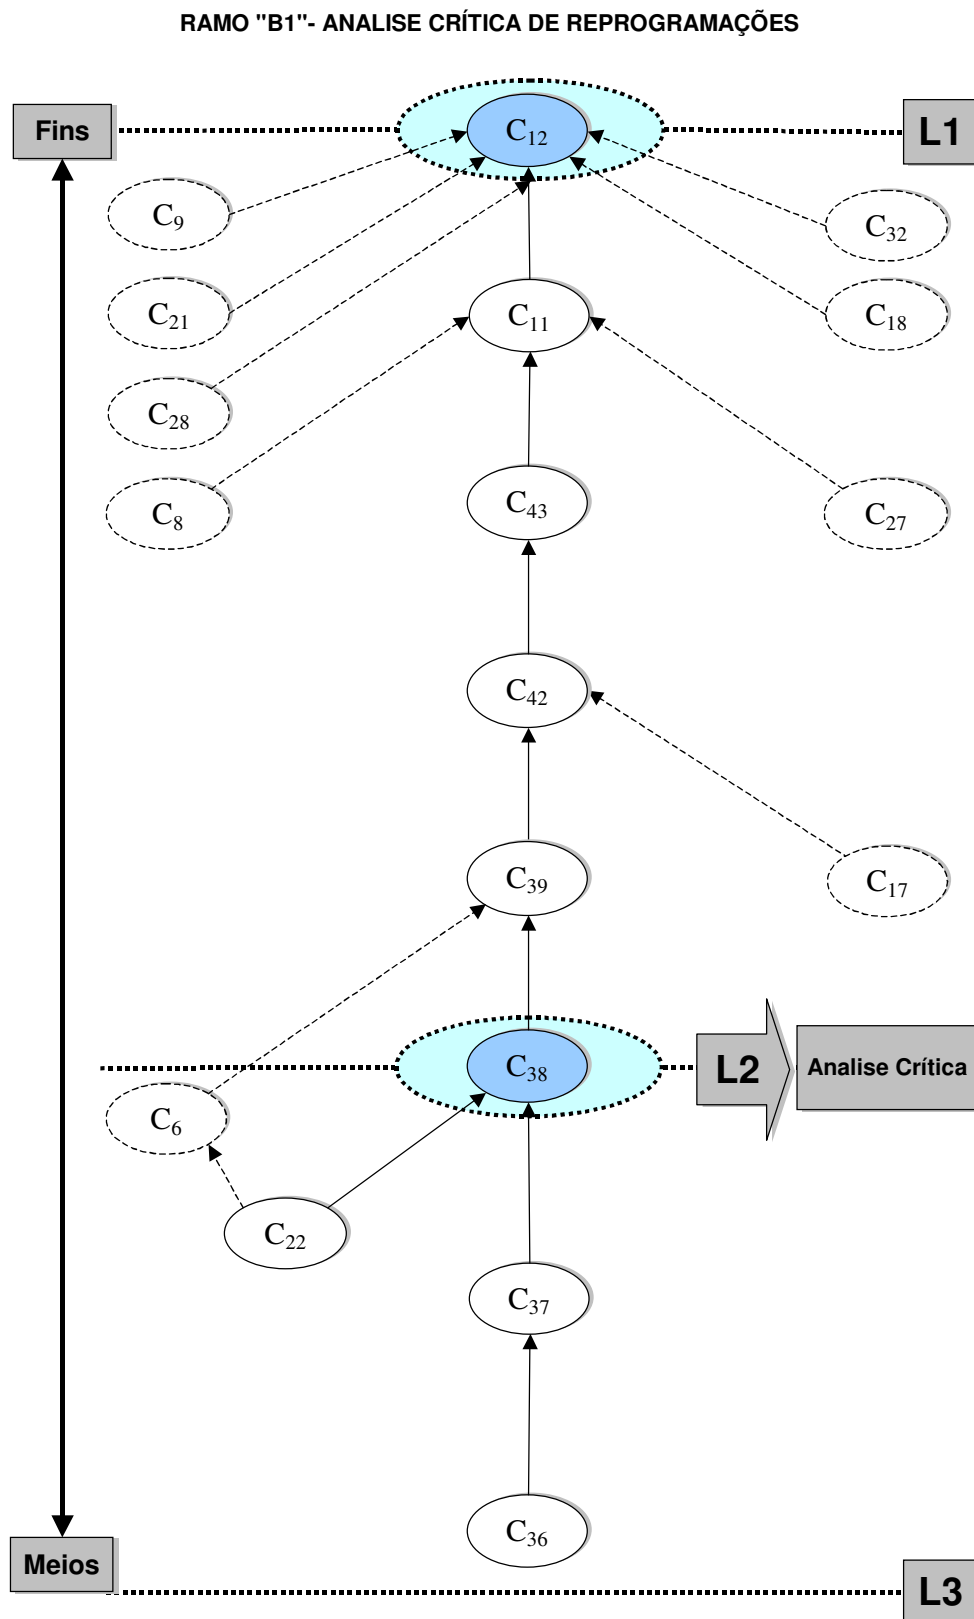 RAMO "B1"- ANALISE CRÍTICA DE REPROGRAMAÇÕES
Fins
C12
L1
C9
C32
C21
C11
C18
C28
C43
C8
C27
C42
C39
C17
C38
L2
Analise Crítica
C6
C22
C37
C36
Meios
L3